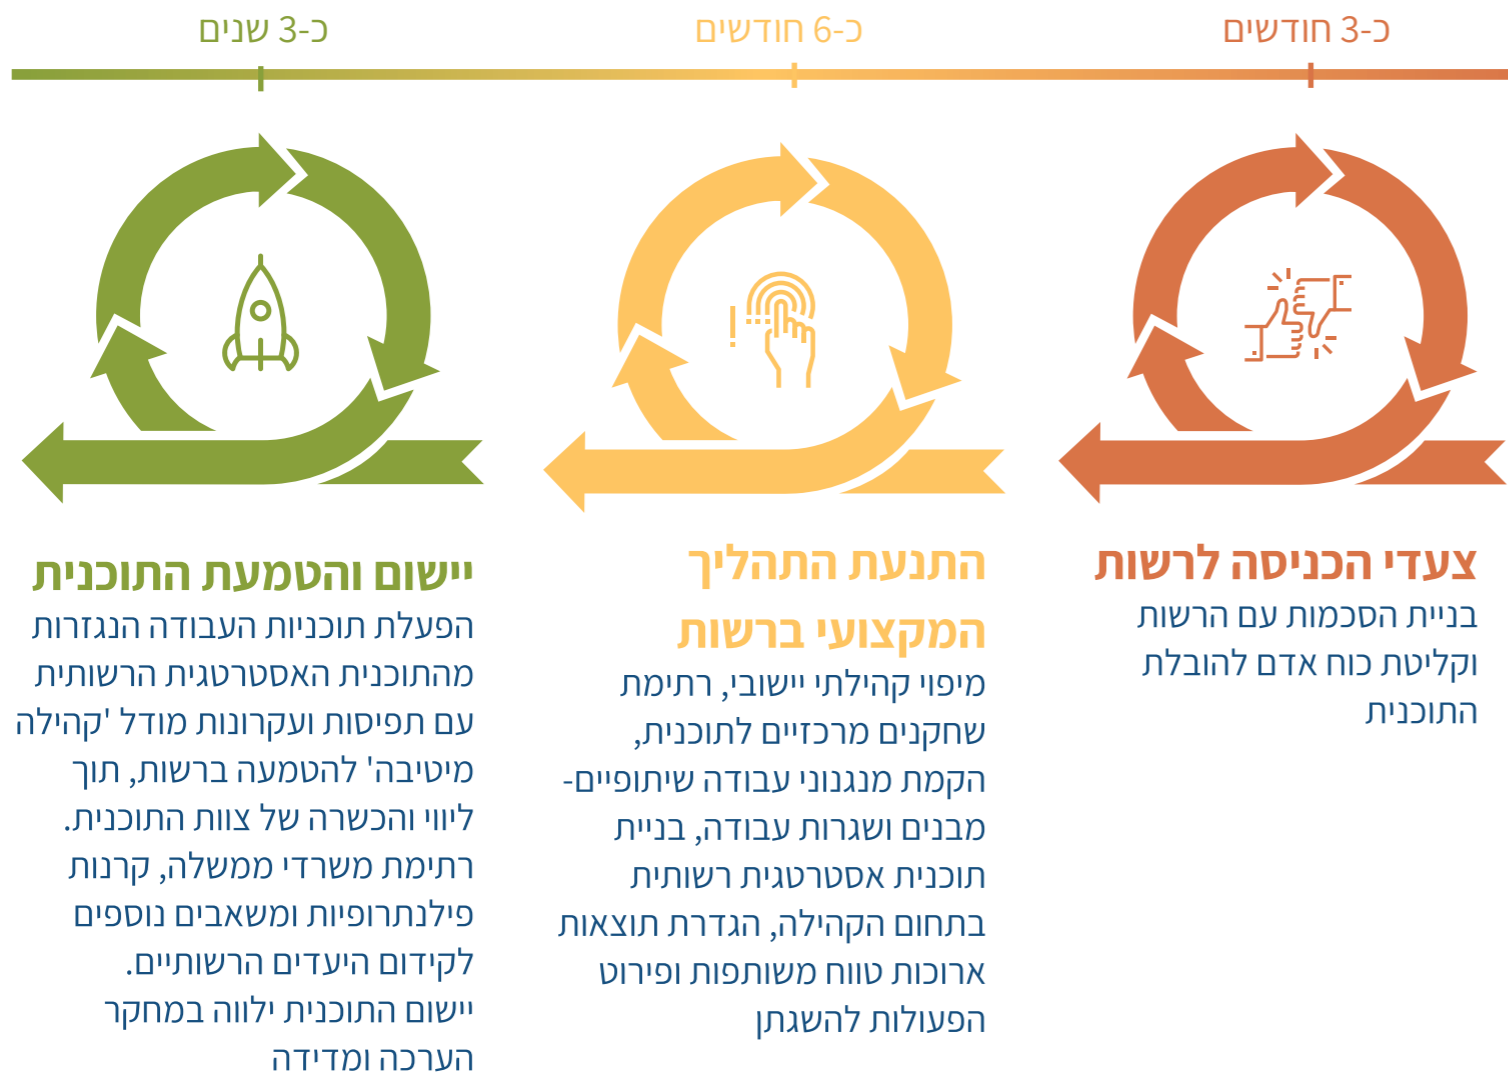 כ-3 חודשים
כ-6 חודשים
כ-3 שנים
צעדי הכניסה לרשות
בניית הסכמות עם הרשות
וקליטת כוח אדם להובלת
התוכנית
התנעת התהליך
המקצועי ברשות
מיפוי קהילתי יישובי, רתימת
שחקנים מרכזיים לתוכנית,
הקמת מנגנוני עבודה שיתופיים-
מבנים ושגרות עבודה, בניית
תוכנית אסטרטגית רשותית
בתחום הקהילה, הגדרת תוצאות
ארוכות טווח משותפות ופירוט
הפעולות להשגתן
יישום והטמעת התוכנית
הפעלת תוכניות העבודה הנגזרות
מהתוכנית האסטרטגית הרשותית
עם תפיסות ועקרונות מודל 'קהילה
מיטיבה' להטמעה ברשות, תוך
ליווי והכשרה של צוות התוכנית.
רתימת משרדי ממשלה, קרנות
פילנתרופיות ומשאבים נוספים
לקידום היעדים הרשותיים.
יישום התוכנית ילווה במחקר
הערכה ומדידה